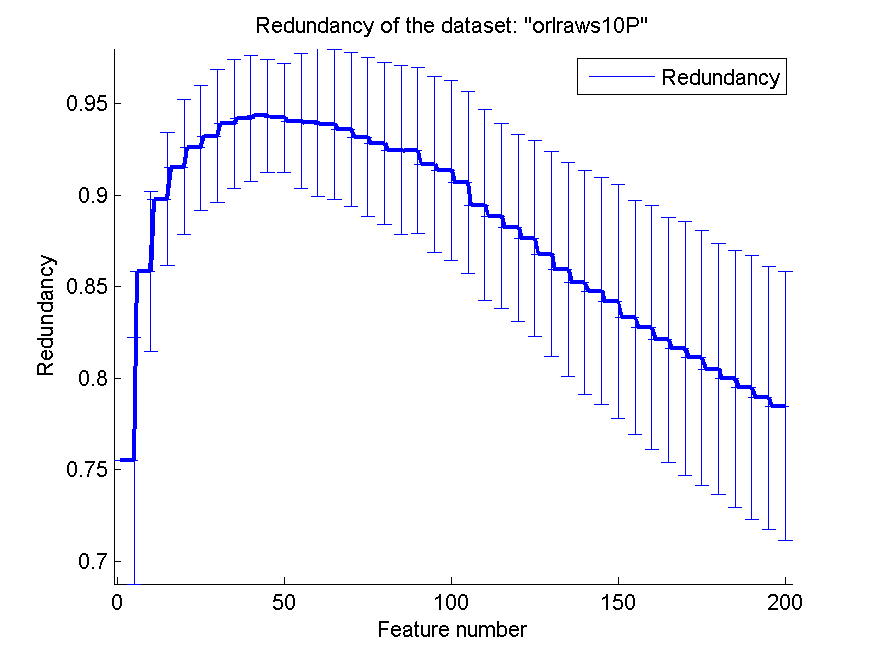 Redundancy of the dataset: "orlraws10P"
Redundancy
0.95
0.9
0.85
0.8
0.75
0.7
Redundancy
0
50
100
150
200
Feature number